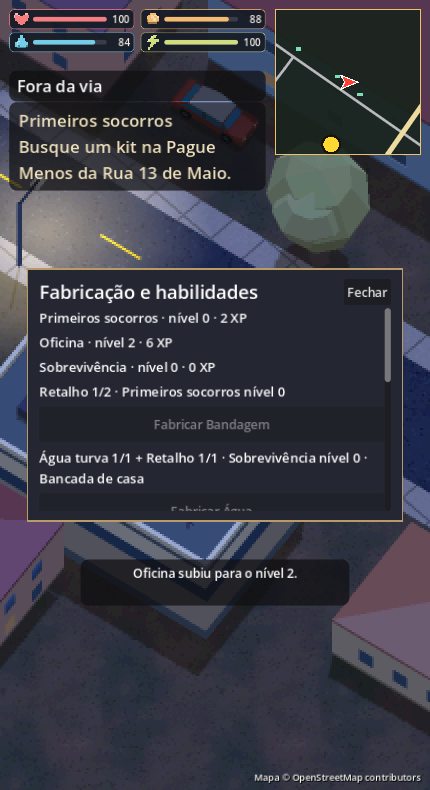 100
88
84
100
Fora da via
Primeiros socorros
Busque um kit na Pague
Menos da Rua 13 de Maio.
Fabricação e habilidades
Fechar
Primeiros socorros · nível 0 · 2 XP
Oficina · nível 2 · 6 XP
Sobrevivência · nível 0 · 0 XP
Retalho 1/2 · Primeiros socorros nível 0
Fabricar Bandagem
Água turva 1/1 + Retalho 1/1 · Sobrevivência nível 0 ·
Bancada de casa
Fabricar Água
Oficina subiu para o nível 2.
Mapa © OpenStreetMap contributors